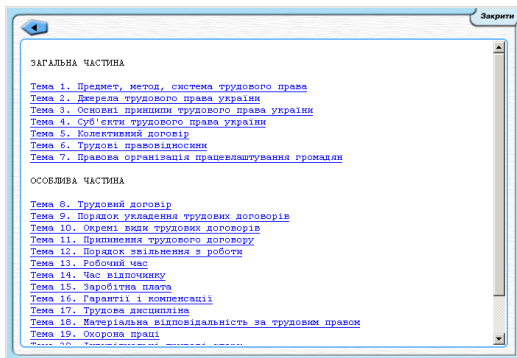 Закрити
ЗАГАЛЬНА ЧАСТИНА
Тема 1. Предмет, метод, система трудового права
Тема 2. Джерела трудового права україни
Тема 3. Основні принципи трудового права україни
Тема 4. Суб'єкти трудового права україни
Тема 5. Колективний договір
Тема 6. Трудові правовідносини
Тема 7. Правова організація працевлаштування громадян
ОСОБЛИВА ЧАСТИНА
Тема 8. Трудовий договір
Тема 9. Порядок укладення трудових договорів
Тема 10. Окремі види трудових договорів
Тема 11. Припинення трудового договору
Тема 12. Порядок звільнення з роботи
Тема 13. Робочий час
Тема 14. Час відпочинку
Тема 15. Заробітна плата
Тема 16. Гарантії і компенсації
Тема 17. Трудова дисципліна
Тема 18. Матеріальна відповідальність за трудовим правом
Тема 19. Охорона праці
Тема 20.